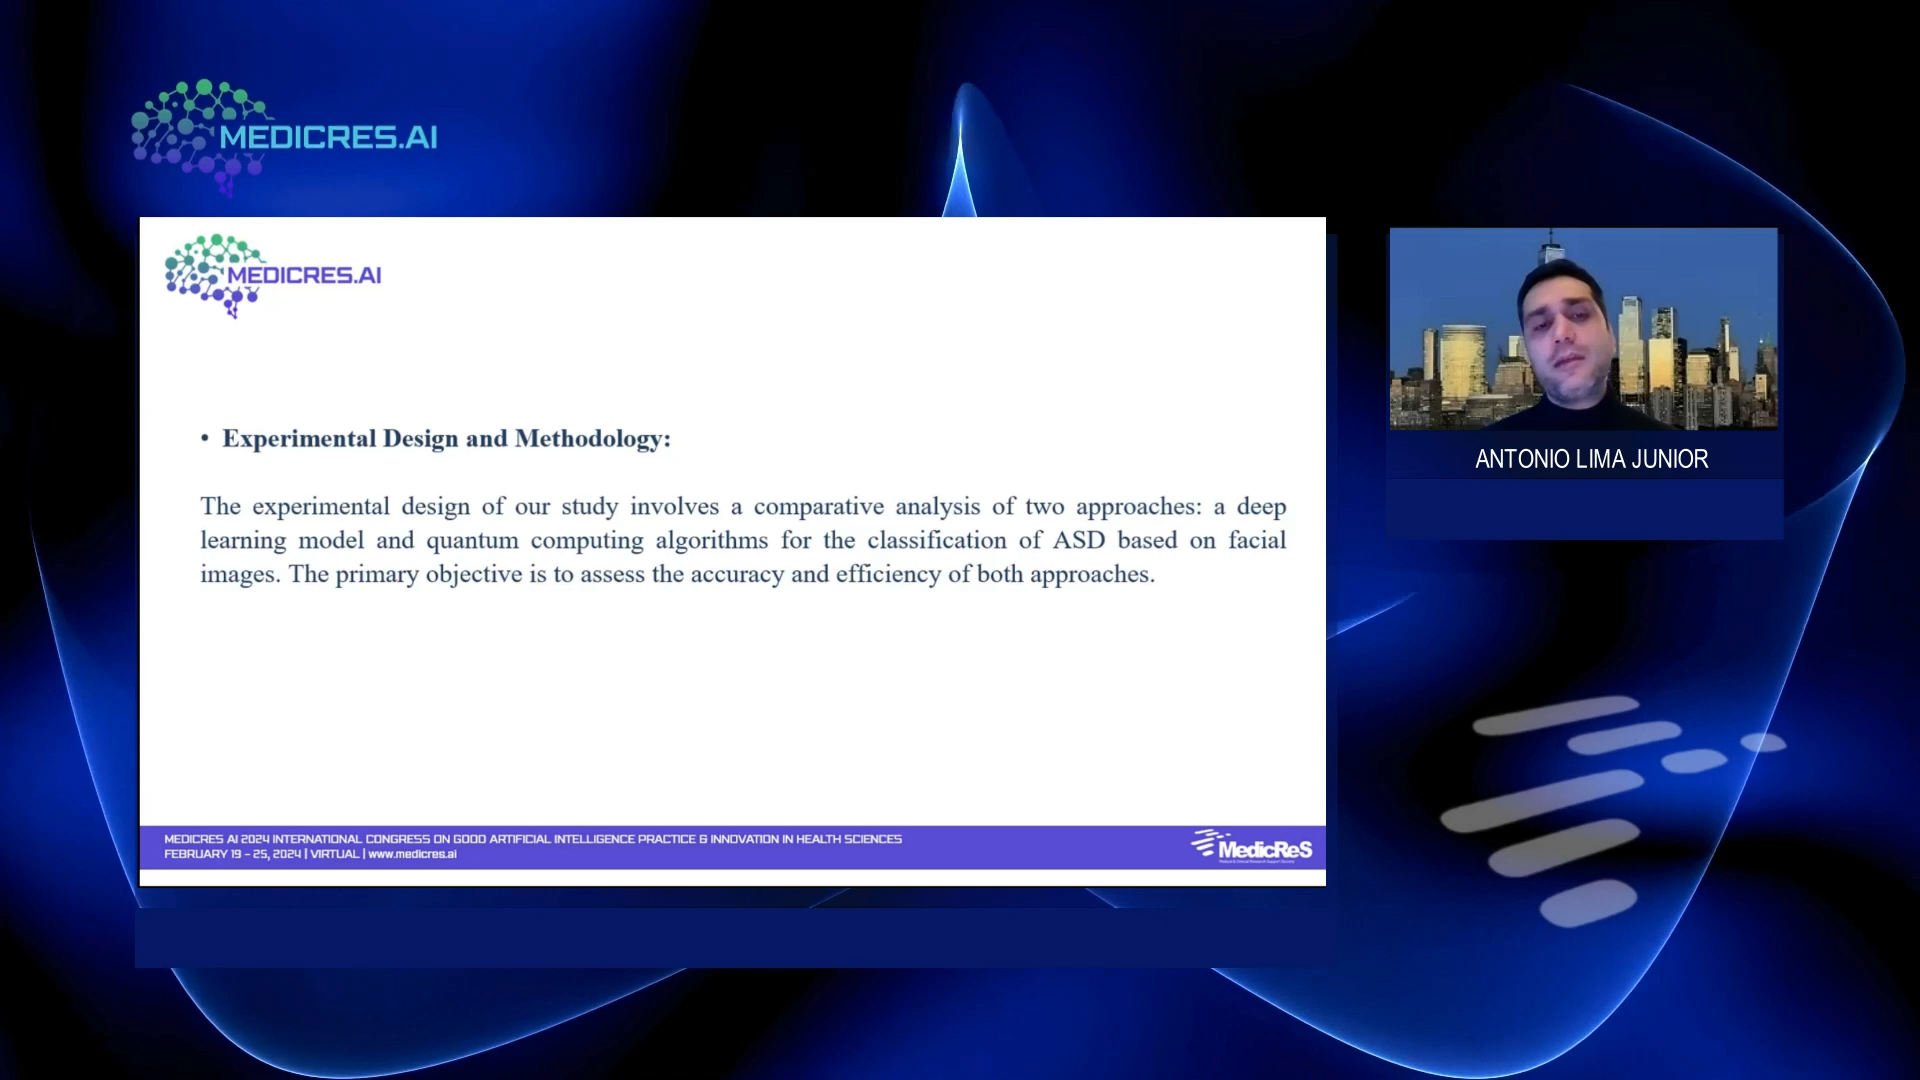 MEDICRES.AI
MEDICRES.AI
• Experimental Design and Methodology:
The experimental design of our study involves a comparative analysis of two approaches: a deep
learning model and quantum computing algorithms for the classification of ASD based on facial
images. The primary objective is to assess the accuracy and efficiency of both approaches.
ANTONIO LIMA JUNIOR
MEDICRES AI 2024 INTERNATIONAL CONGRESS ON GOOD ARTIFICIAL INTELLIGENCE PRACTICE & INNOVATION IN HEALTH SCIENCES
FEBRUARY 19 - 25, 2024 | VIRTUAL | www.medicres.ai
MedicReS